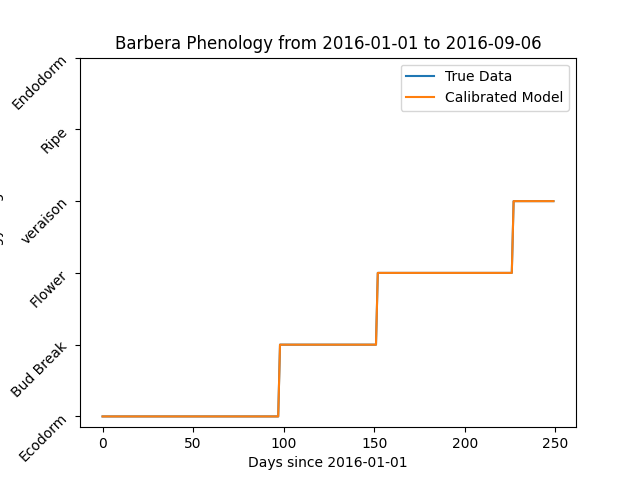 Barbera Phenology from 2016-01-01 to 2016-09-06
True Data
Calibrated Model
Endodorm
Ripe
veraison
Flower
Bud Break
Ecodorm
0 50 100 150 200 250
Days since 2016-01-01